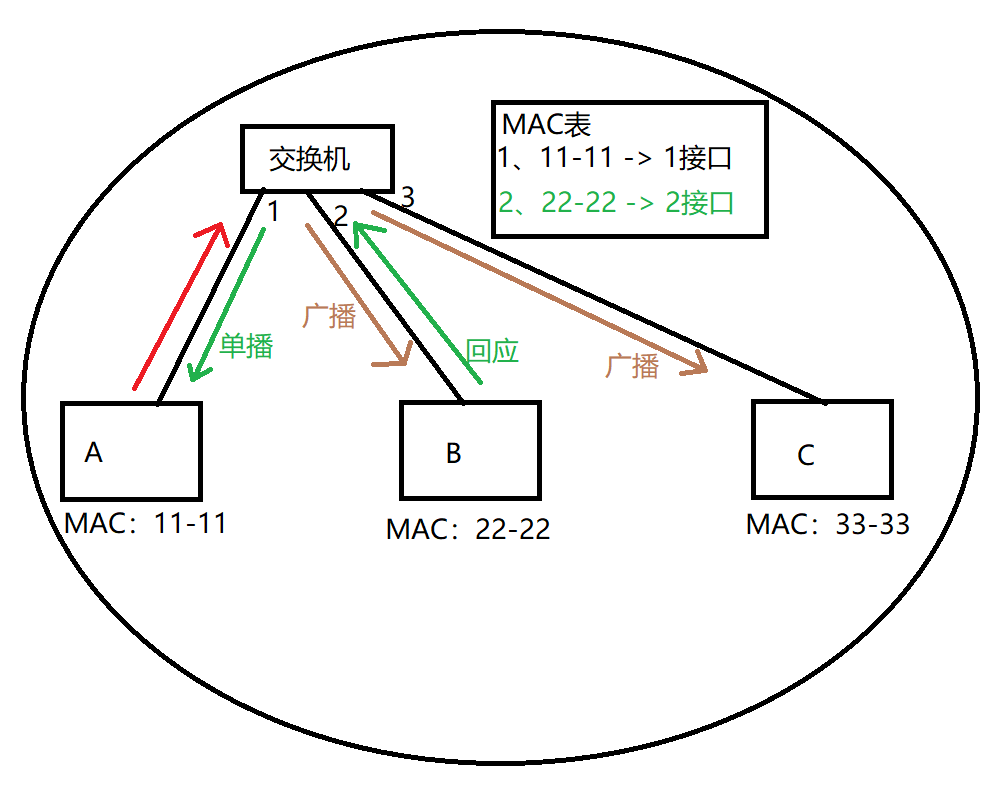 交换机
MAC表
1、11-11 -> 1接口
2、22-22 -> 2接口
1
2
3
单播
广播
回应
广播
A
B
C
MAC：11-11
MAC：22-22
MAC：33-33